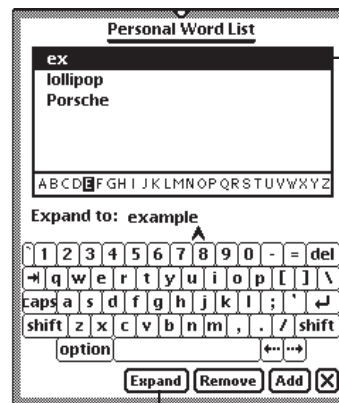 Personal Word List
ex
lollipop
Porsche
ABCDEFGHIJKLMNOPQRSTUVWXYZ
Expand to: example
` 1 2 3 4 5 6 7 8 9 0 - = del
q w e r t y u i o p [ ] \
caps a s d f g h j k l ; '
shift z x c v b n m , . / shift
option
Expand Remove Add X